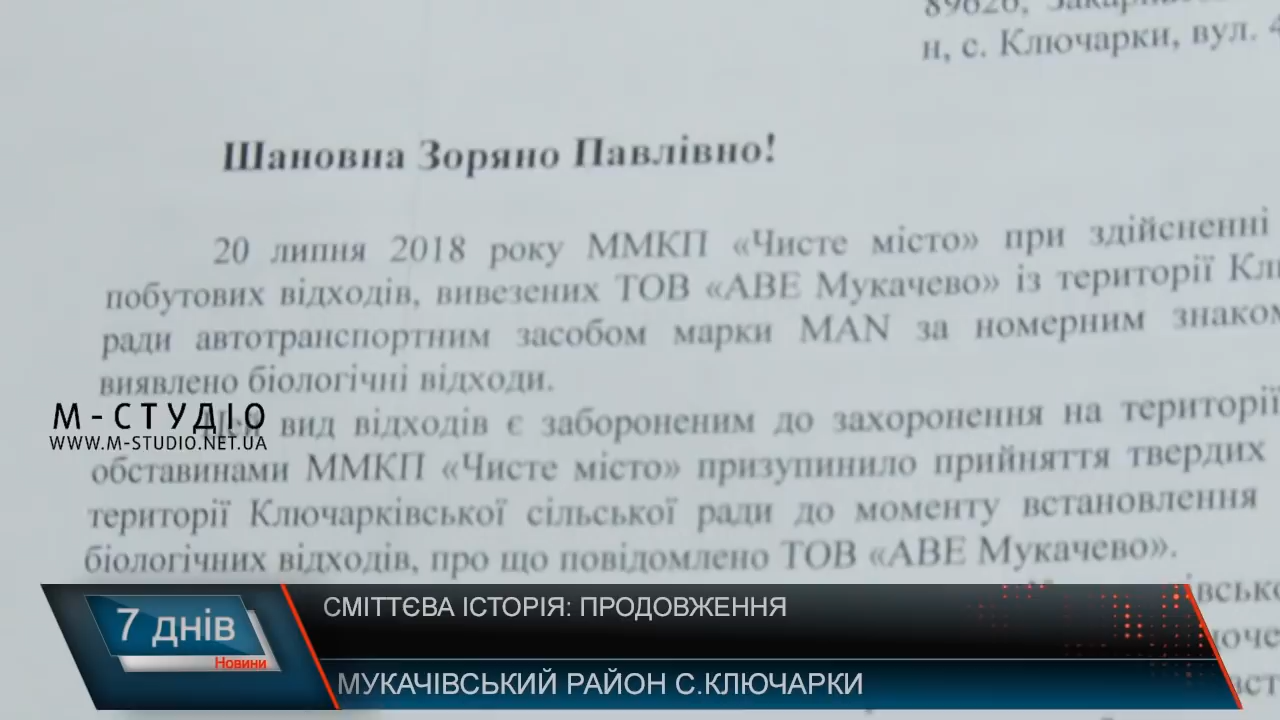 89626,
н, с. Ключарки, вул. 4
Шановна Зоряно Павлівно!
20 липня 2018 року ММКП «Чисте місто» при здійсненні
побутових відходів, вивезених ТОВ «АВЕ Мукачево» із території
ради автотранспортним засобом марки MAN за номерним знаком
виявлено біологічні відходи.
М-СТУДІО
WWW.M-STUDIO.NET.UA
вид відходів є забороненим до захоронення на території
обставинами ММКП «Чисте місто» призупинило прийняття твердих
території Ключарківської сільської ради до моменту встановлення
біологічних відходів, про що повідомлено ТОВ «АВЕ Мукачево».
7 днів
Новини
СМІТТЄВА ІСТОРІЯ: ПРОДОВЖЕННЯ
МУКАЧІВСЬКИЙ РАЙОН С.КЛЮЧАРКИ